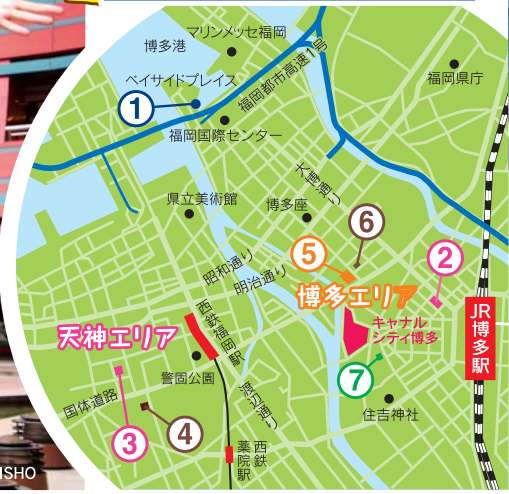 マリンメッセ福岡
博多港
福岡県庁
ベイサイドプレイス
福岡都市高速1号
1
福岡国際センター
大博通り
県立美術館
博多座
6
昭和通り
明治通り
5
2
博多エリア
天神エリア
西鉄福岡駅
キャナル
シティ博多
JR博多駅
警固公園
7
国体道路
渡辺通り
住吉神社
3
4
西鉄
薬院駅
ISHO